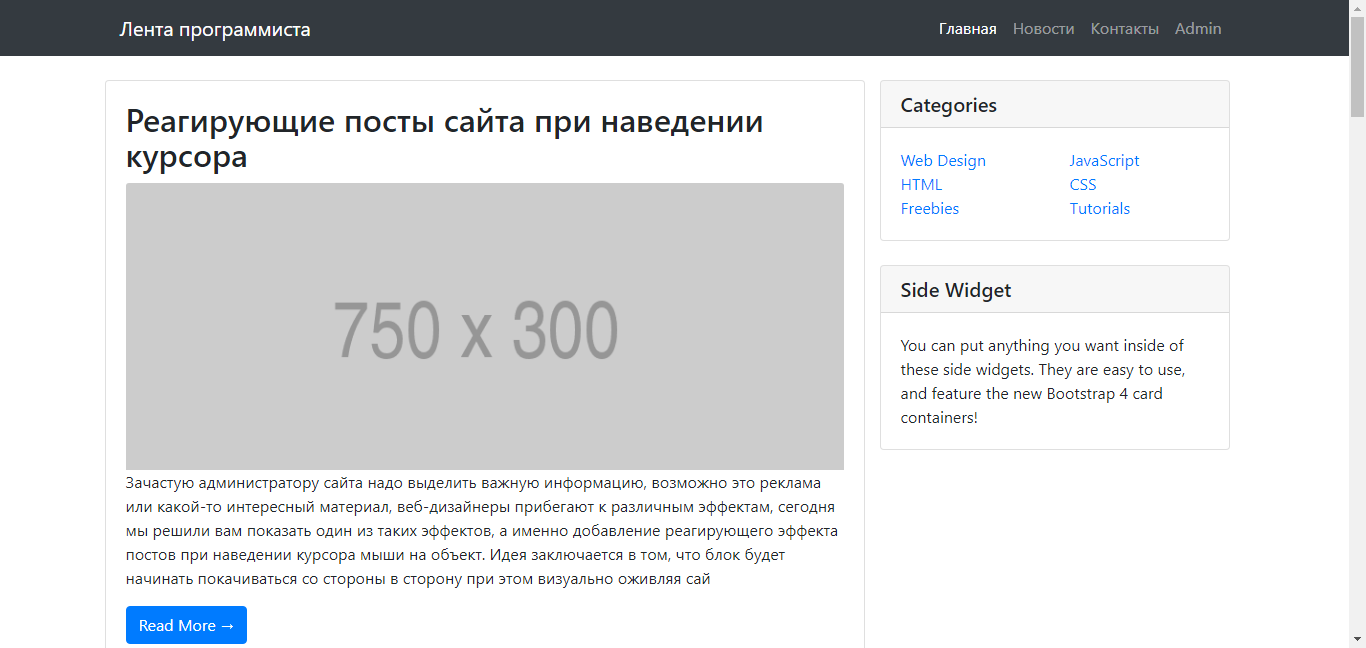 Лента программиста
Главная Новости Контакты Admin
Реагирующие посты сайта при наведении
курсора
750 x 300
Зачастую администратору сайта надо выделить важную информацию, возможно это реклама
или какой-то интересный материал, веб-дизайнеры прибегают к различным эффектам, сегодня
мы решили вам показать один из таких эффектов, а именно добавление реагирующего эффекта
постов при наведении курсора мыши на объект. Идея заключается в том, что блок будет
начинать покачиваться со стороны в сторону при этом визуально оживляя сай
Read More →
Categories
Web Design
HTML
Freebies
JavaScript
CSS
Tutorials
Side Widget
You can put anything you want inside of
these side widgets. They are easy to use,
and feature the new Bootstrap 4 card
containers!